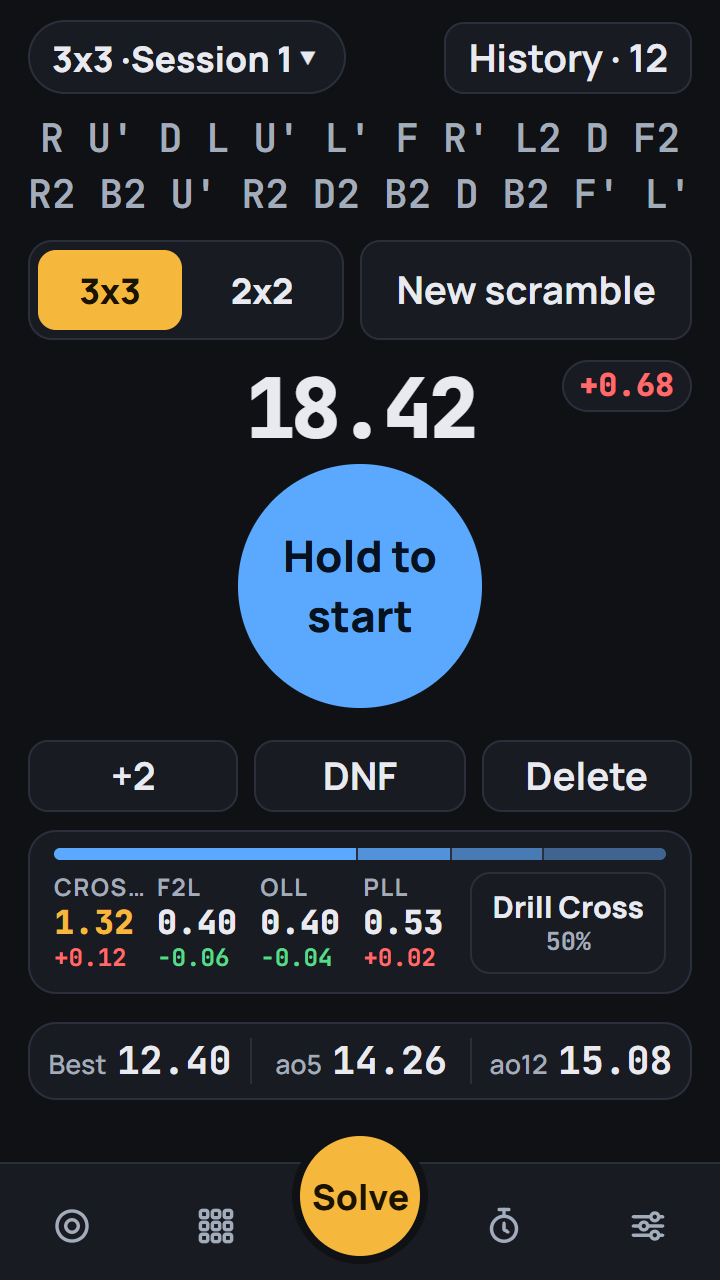 3x3 ·Session 1 ▼
History · 12
R U' D L U' L' F R' L2 D F2
R2 B2 U' R2 D2 B2 D B2 F' L'
3x3
2x2
New scramble
18.42
+0.68
Hold to
start
+2
DNF
Delete
CROS… F2L OLL PLL
1.32 0.40 0.40 0.53
+0.12 -0.06 -0.04 +0.02
Drill Cross
50%
Best 12.40 ao5 14.26 ao12 15.08
Solve